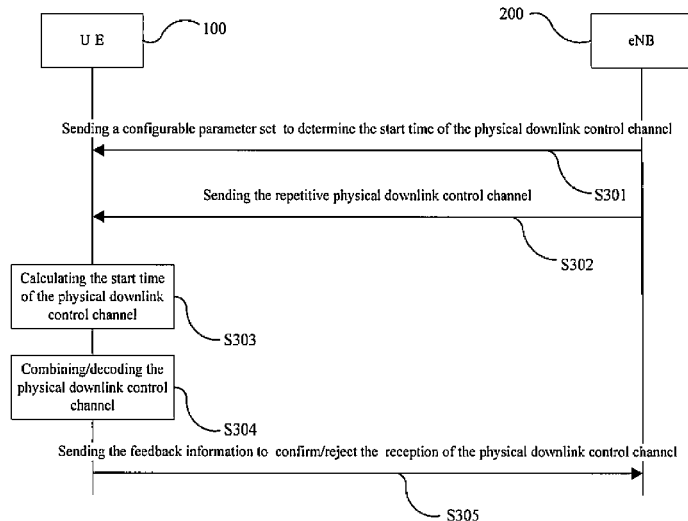 U E
100
200
eNB
Sending a configurable parameter set to determine the start time of the physical downlink control channel
S301
Sending the repetitive physical downlink control channel
S302
Calculating the start time
of the physical downlink
control channel
S303
Combining/decoding the
physical downlink control
channel
S304
Sending the feedback information to confirm/reject the reception of the physical downlink control channel
S305